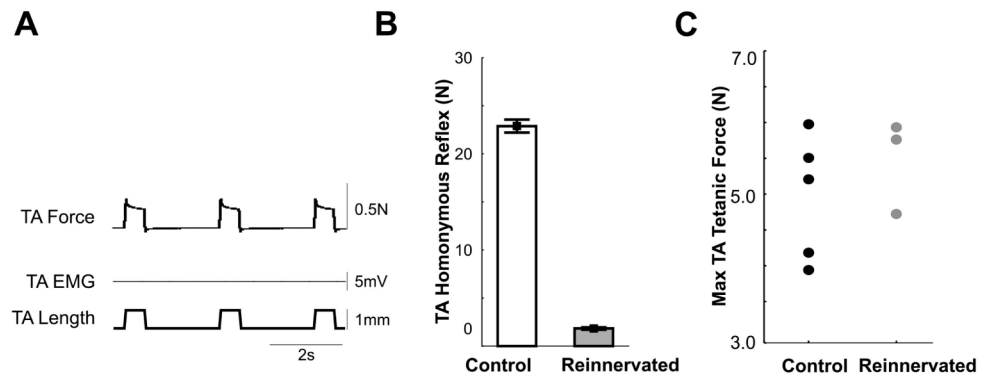 A
TA Force
0.5N
TA EMG
5mV
TA Length
1mm
2s
B
TA Homonymous Reflex (N)
30
20
10
0
Control
Reinnervated
C
Max TA Tetanic Force (N)
7.0
5.0
3.0
Control
Reinnervated